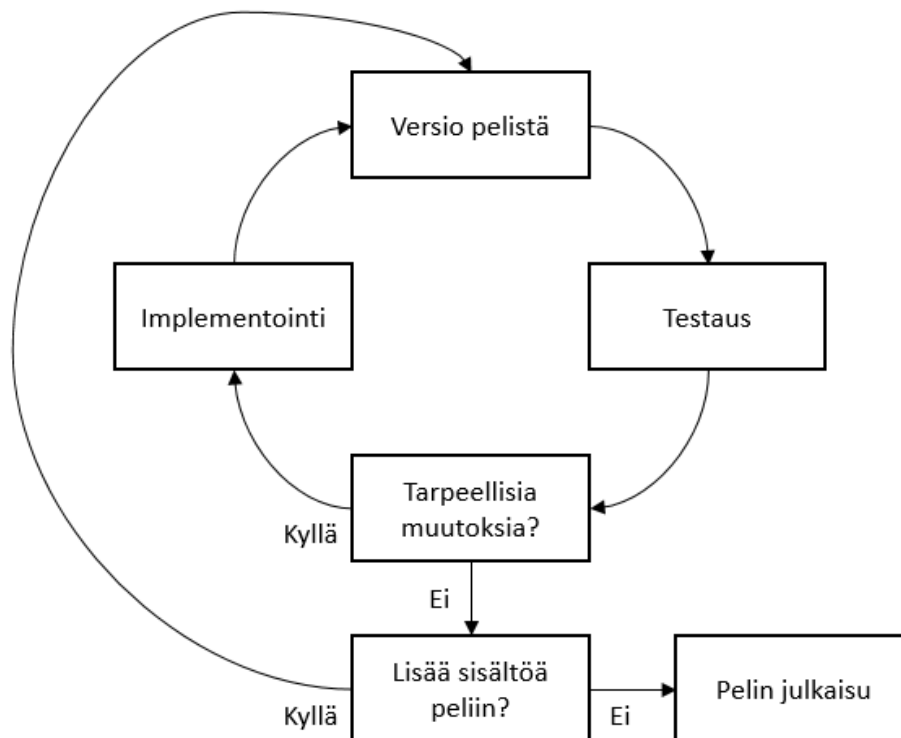 Versio pelistä
Implementointi
Testaus
Tarpeellisia
muutoksia?
Kyllä
Ei
Lisää sisältöä
peliin?
Kyllä
Ei
Pelin julkaisu